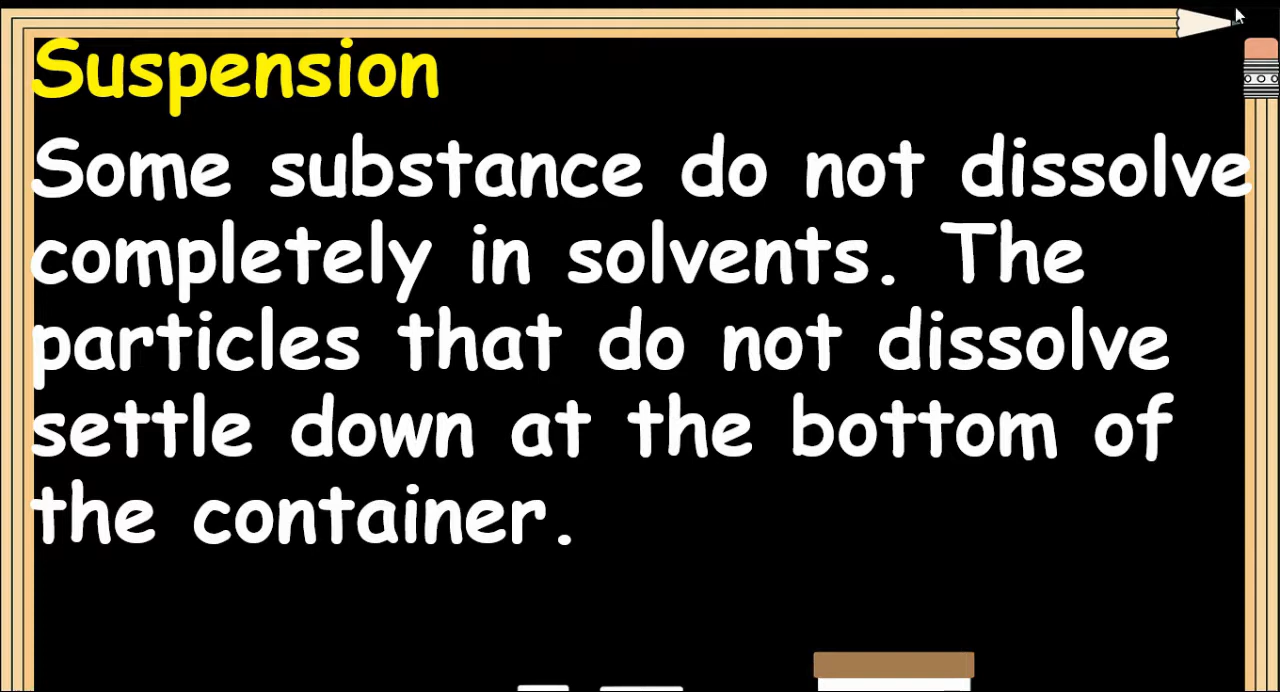 Suspension
Some substance do not dissolve
completely in solvents. The
particles that do not dissolve
settle down at the bottom of
the container.